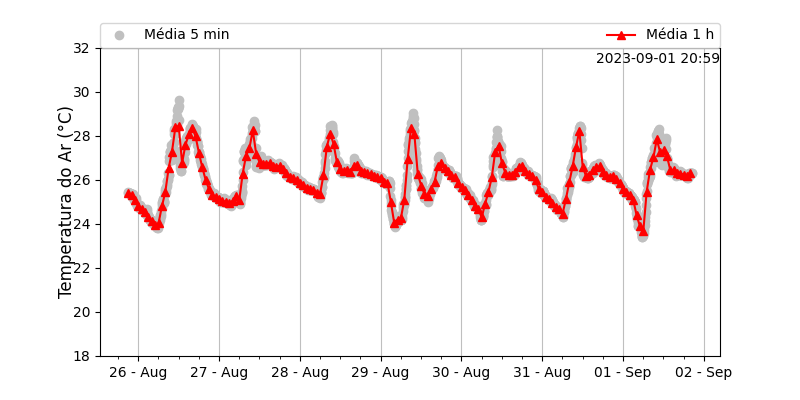 Média 5 min
Média 1 h
2023-09-01 20:59
Temperatura do Ar (°C)
32
30
28
26
24
22
20
18
26 - Aug
27 - Aug
28 - Aug
29 - Aug
30 - Aug
31 - Aug
01 - Sep
02 - Sep